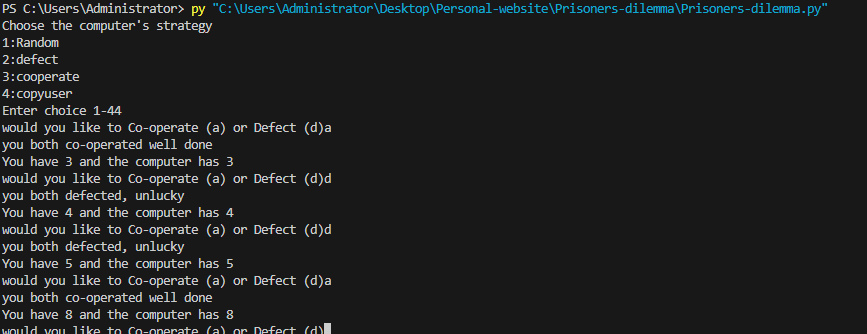 PS C:\Users\Administrator> py "C:\Users\Administrator\Desktop\Personal-website\Prisoners-dilemma\Prisoners-dilemma.py"
Choose the computer's strategy
1:Random
2:defect
3:cooperate
4:copyuser
Enter choice 1-44
would you like to Co-operate (a) or Defect (d)a
you both co-operated well done
You have 3 and the computer has 3
would you like to Co-operate (a) or Defect (d)d
you both defected, unlucky
You have 4 and the computer has 4
would you like to Co-operate (a) or Defect (d)d
you both defected, unlucky
You have 5 and the computer has 5
would you like to Co-operate (a) or Defect (d)a
you both co-operated well done
You have 8 and the computer has 8
would you like to Co-operate (a) or Defect (d)